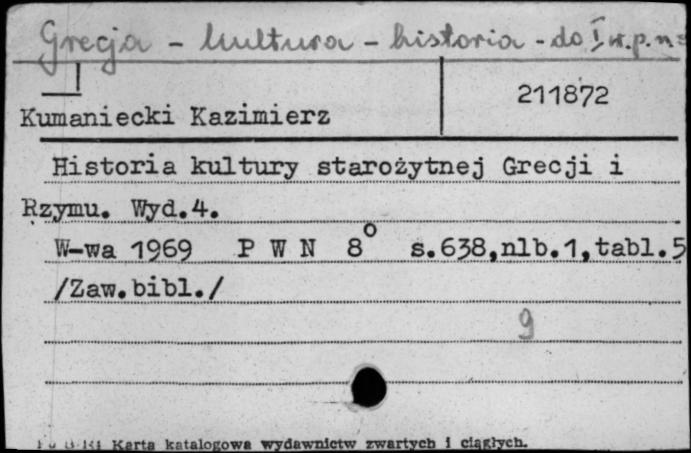 Grecja - kultura - historia - do I w.p.n.e
211872
Kumaniecki Kazimierz
Historia kultury starożytnej Grecji i
Rzymu. Wyd.4.
W-wa 1969 P W N 8° s.638,nlb.1,tabl.5
/Zaw.bibl./
9
Karta katalogowa wydawnictw zwartych i ciągłych.